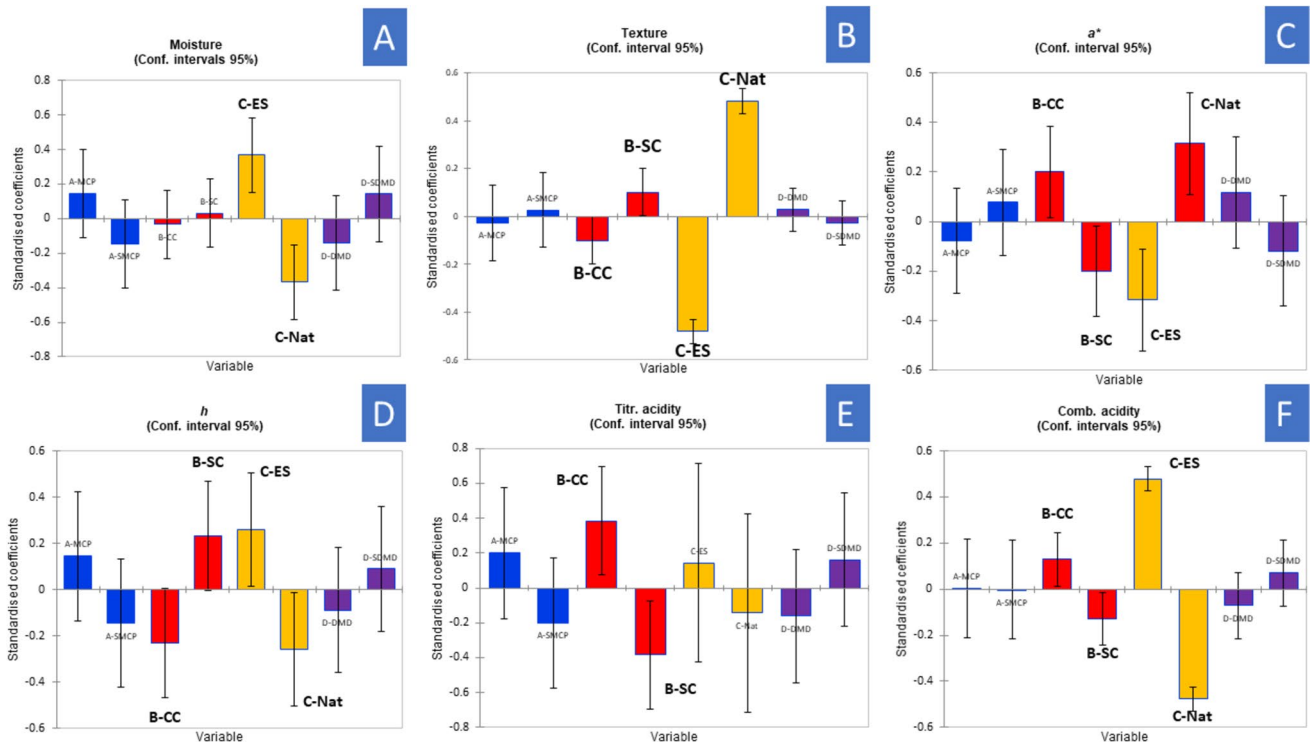 Moisture
(Conf. intervals 95%)
A
Standardised coefficients
0.8
0.6
0.4
0.2
0
-0.2
-0.4
-0.6
-0.8
A-MCP
A-SMCP
B-CC
B-SC
C-ES
C-Nat
D-DMD
D-SDMD
Variable
Texture
(Conf. interval 95%)
B
Standardised coefficients
0.6
0.4
0.2
0
-0.2
-0.4
-0.6
A-MCP
A-SMCP
B-CC
B-SC
C-ES
C-Nat
D-DMD
D-SDMD
Variable
a*
(Conf. interval 95%)
C
Standardised coefficients
0.6
0.4
0.2
0
-0.2
-0.4
-0.6
A-MCP
A-SMCP
B-CC
B-SC
C-ES
C-Nat
D-DMD
D-SDMD
Variable
h
(Conf. interval 95%)
D
Standardised coefficients
0.6
0.4
0.2
0
-0.2
-0.4
-0.6
A-MCP
A-SMCP
B-CC
B-SC
C-ES
C-Nat
D-DMD
D-SDMD
Variable
Titr. acidity
(Conf. interval 95%)
E
Standardised coefficients
0.8
0.6
0.4
0.2
0
-0.2
-0.4
-0.6
-0.8
A-MCP
A-SMCP
B-CC
B-SC
C-ES
C-Nat
D-DMD
D-SDMD
Variable
Comb. acidity
(Conf. intervals 95%)
F
Standardised cefficients
0.6
0.4
0.2
0
-0.2
-0.4
-0.6
A-MCP
A-SMCP
B-CC
B-SC
C-ES
C-Nat
D-DMD
D-SDMD
Variable